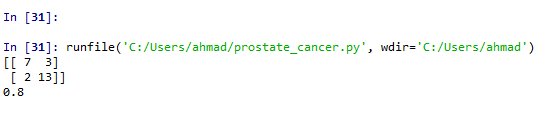 In [31]:
In [31]: runfile('C:/Users/ahmad/prostate_cancer.py', wdir='C:/Users/ahmad')
[[ 7  3]
 [ 2 13]]
0.8